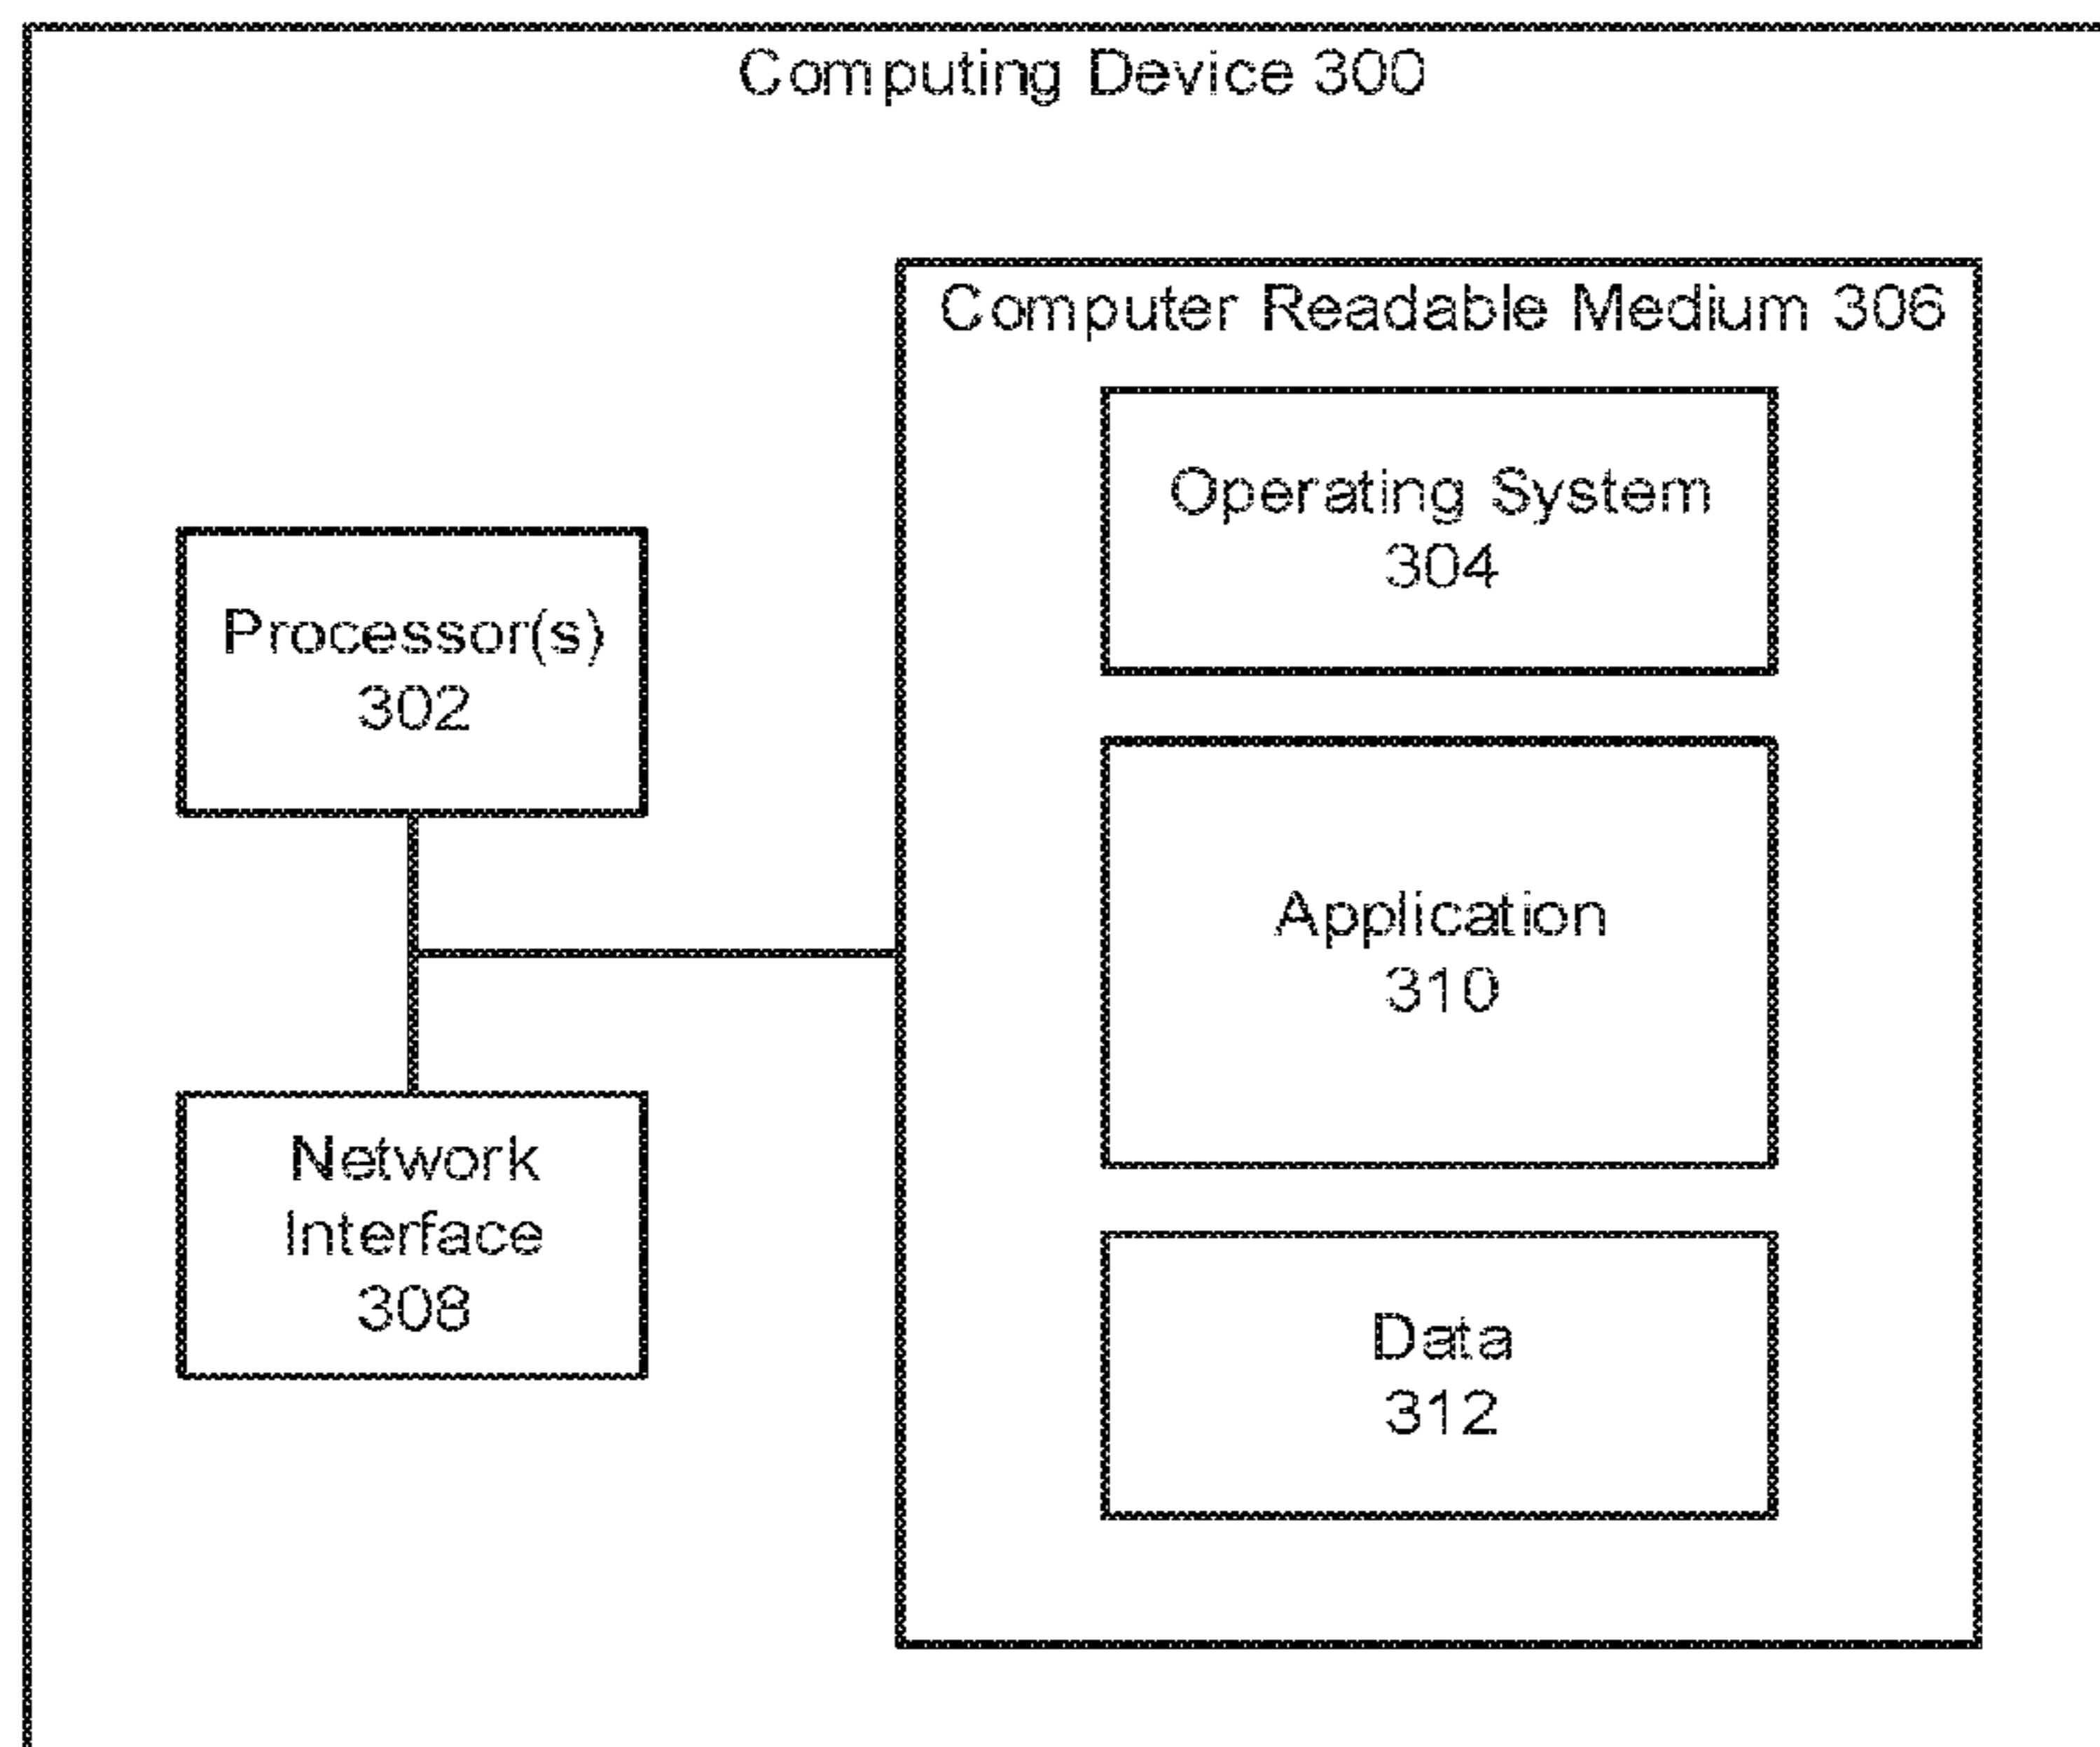 Computing Device 300
Computer Readable Medium 306
Operating System
304
Processor(s)
302
Application
310
Network
Interface
308
Data
312